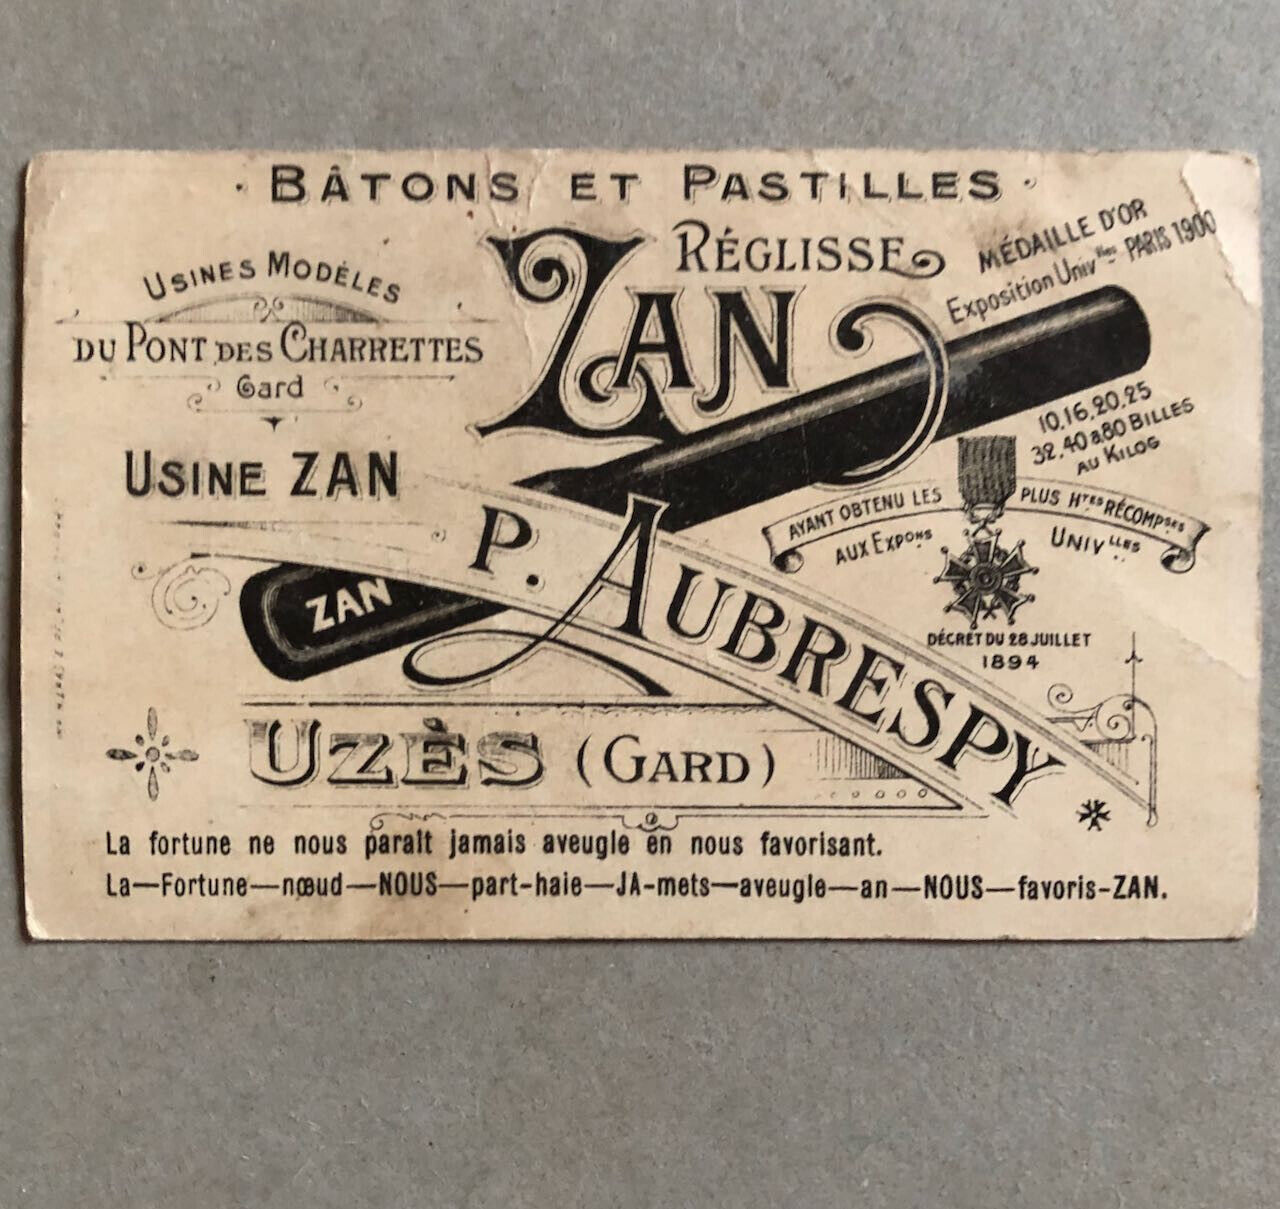 · BÂTONS ET PASTILLES ·
RÉGLISSE
ZAN
MÉDAILLE D'OR
Exposition Univlles PARIS 1900
USINES MODÈLES
DU PONT DES CHARRETTES
Gard
USINE ZAN
10,16,20,25
32,40 à 80 BILLES
AU KILOG
AYANT OBTENU LES PLUS Htes RÉCOMPses
AUX EXPons UNIVlles
DÉCRET DU 28 JUILLET
1894
P. AUBRESPY
ZAN
UZÈS (GARD)
La fortune ne nous paraît jamais aveugle en nous favorisant.
La—Fortune—nœud—NOUS—part-haie—JA-mets—aveugle—an—NOUS—favoris-ZAN.